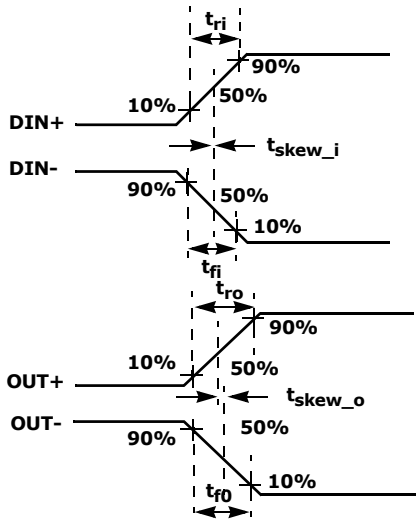 tri
90%
10%
50%
DIN+
tskew_i
DIN-
50%
90%
10%
tfi
tro
90%
10%
50%
OUT+
tskew_o
OUT-
50%
90%
10%
tf0